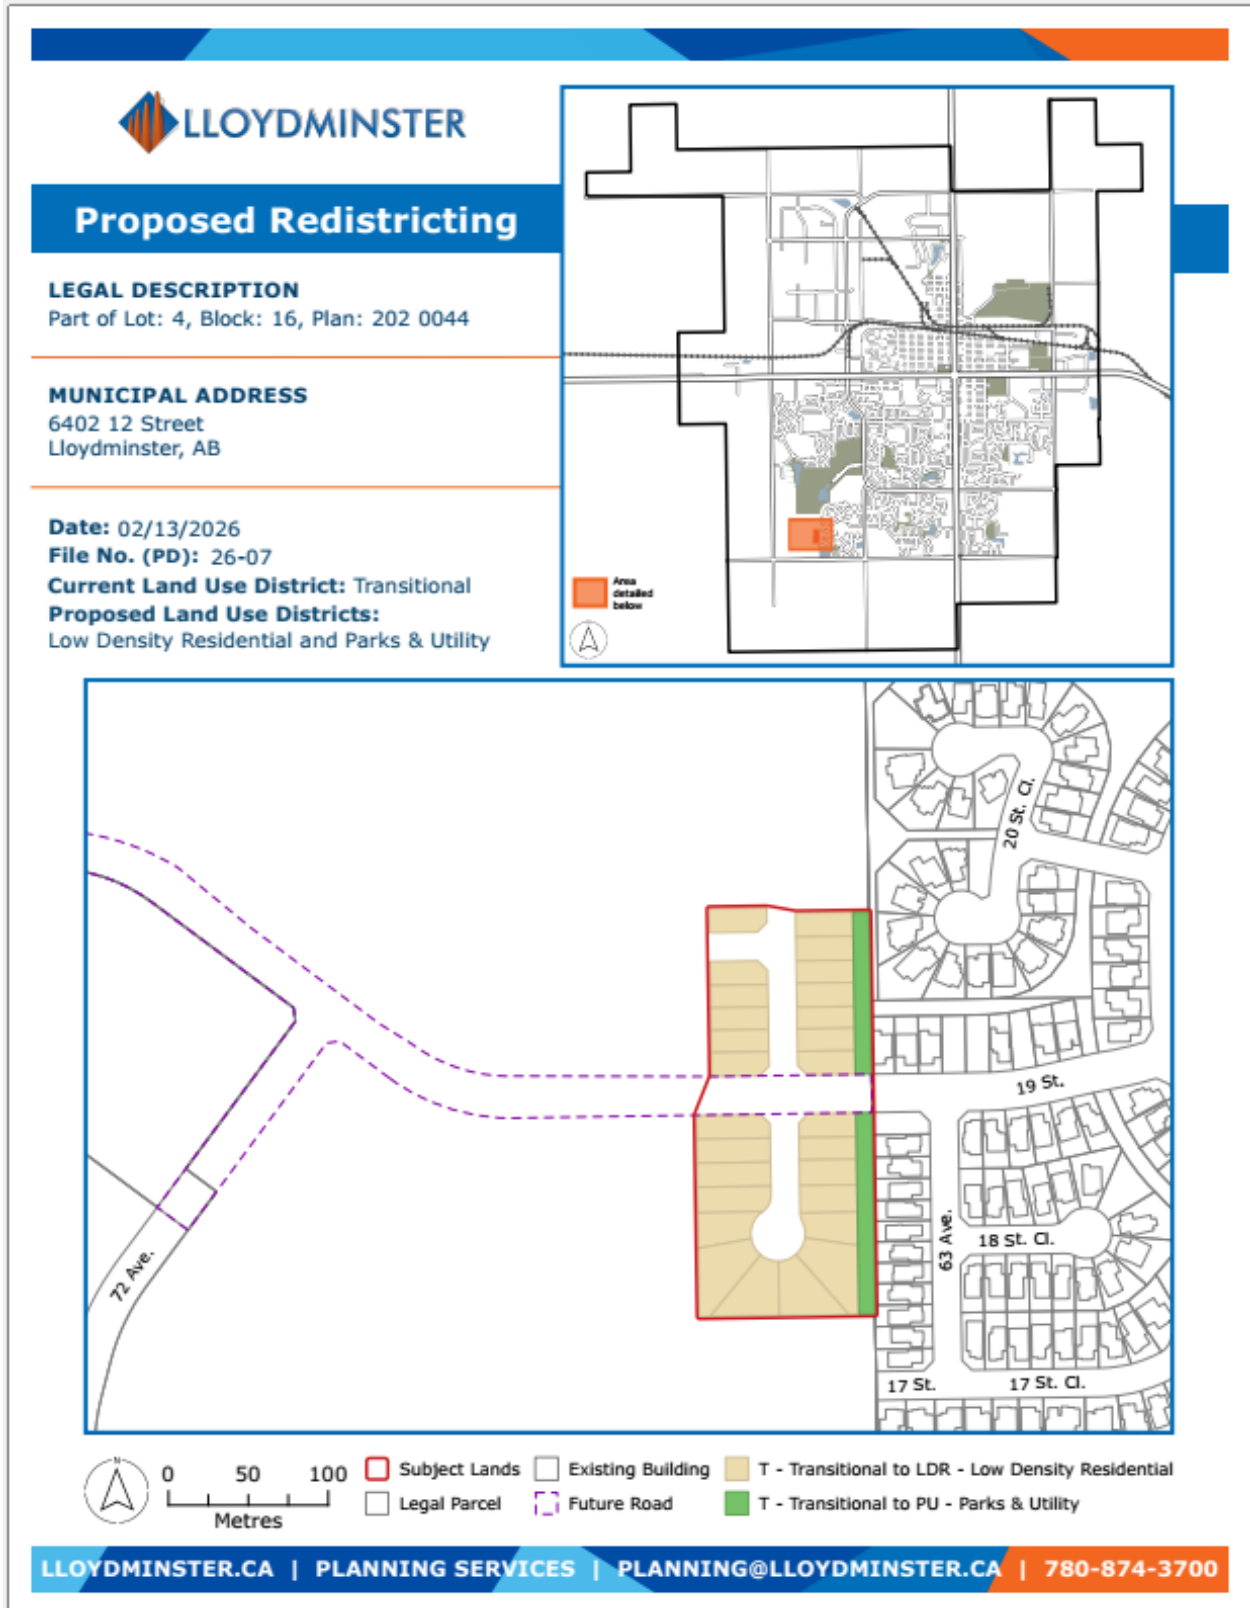 LLOYDMINSTER
Proposed Redistricting
LEGAL DESCRIPTION
Part of Lot: 4, Block: 16, Plan: 202 0044
MUNICIPAL ADDRESS
6402 12 Street
Lloydminster, AB
Date: 02/13/2026
File No. (PD): 26-07
Current Land Use District: Transitional
Proposed Land Use Districts:
Low Density Residential and Parks & Utility
Area
detailed
below
20 St. Cl.
19 St.
63 Ave.
18 St. Cl.
72 Ave.
17 St.
17 St. Cl.
N
0 50 100
Metres
Subject Lands
Existing Building
T - Transitional to LDR - Low Density Residential
Legal Parcel
Future Road
T - Transitional to PU - Parks & Utility
LLOYDMINSTER.CA | PLANNING SERVICES | PLANNING@LLOYDMINSTER.CA | 780-874-3700